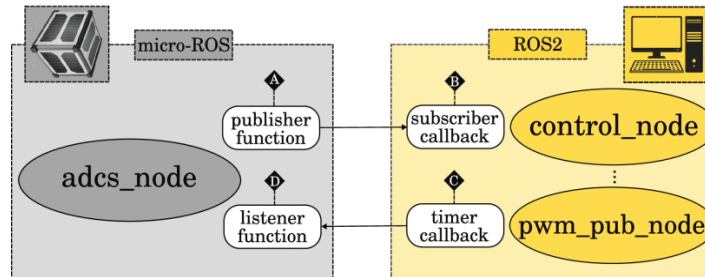 micro-ROS
ROS2
A
B
publisher
function
subscriber
callback
control_node
adcs_node
D
C
listener
function
timer
callback
pwm_pub_node